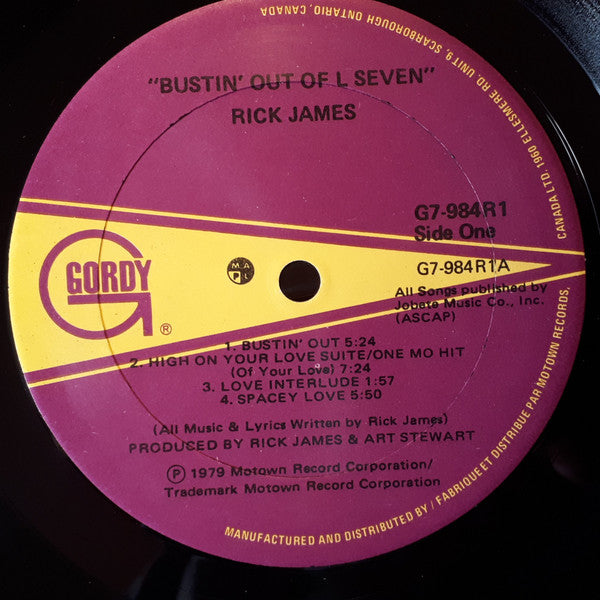 "BUSTIN' OUT OF L SEVEN"
RICK JAMES
G7-984R1
Side One
G7-984R1A
All Songs published by
Jobete Music Co., Inc.
(ASCAP)
GORDY
®
M A
P L
1. BUSTIN' OUT 5:24
2. HIGH ON YOUR LOVE SUITE/ONE MO HIT
(Of Your Love) 7:24
3. LOVE INTERLUDE 1:57
4. SPACEY LOVE 5:50
(All Music & Lyrics Written by Rick James)
PRODUCED BY RICK JAMES & ART STEWART
Ⓟ 1979 Motown Record Corporation/
Trademark Motown Record Corporation
MANUFACTURED AND DISTRIBUTED BY / FABRIQUE ET DISTRIBUE PAR MOTOWN RECORDS, CANADA LTD. 1960 ELLESMERE RD. UNIT 9, SCARBOROUGH ONTARIO, CANADA